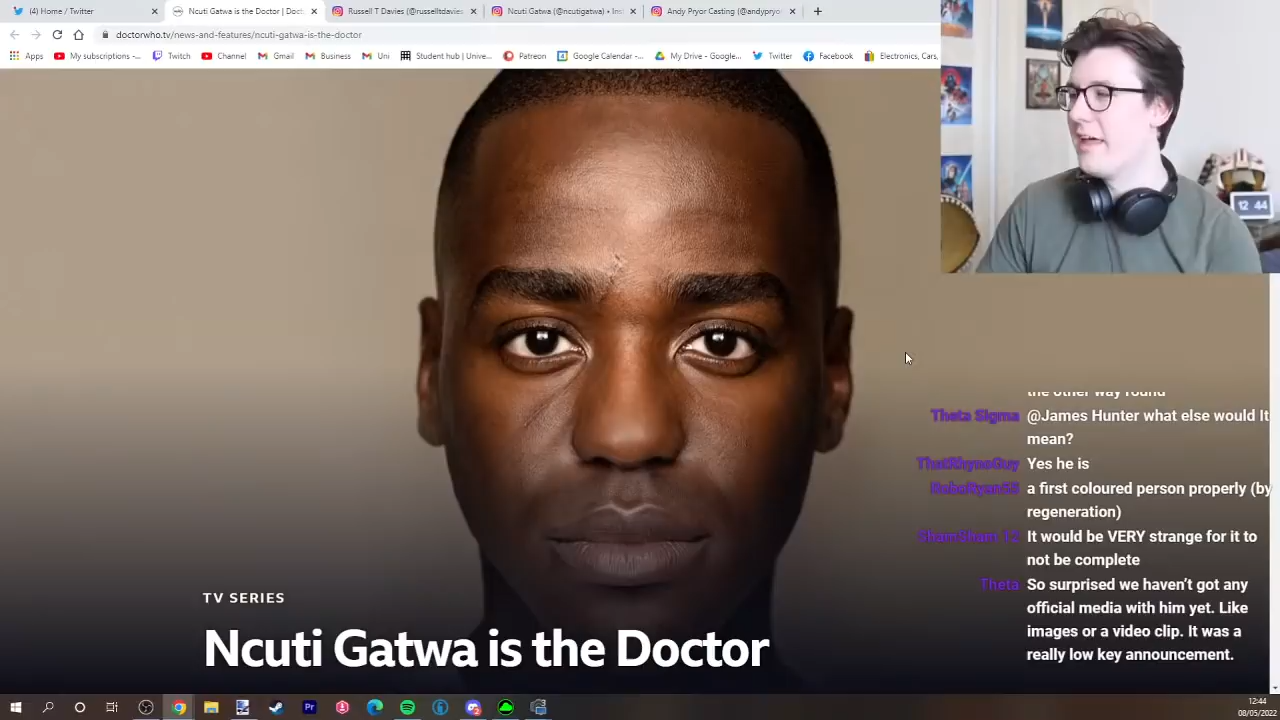 (4) Home / Twitter
Ncuti Gatwa is the Doctor | Doct
Russell T Davies (@russelltdavies
Ncuti Gatwa (@ncutigatwa) • Ins
Andy Pryor Casting (@andypryo
doctorwho.tv/news-and-features/ncuti-gatwa-is-the-doctor
Apps
My subscriptions -...
Twitch
Channel
Gmail
Business
Uni
Student hub | Unive...
Patreon
Google Calendar -...
My Drive - Google...
Twitter
Facebook
Electronics, Cars,
12 44
the other way round
Theta Sigma @James Hunter what else would It
mean?
ThatRhynoGuy Yes he is
a first coloured person properly (by
regeneration)
ShamSham 12 It would be VERY strange for it to
not be complete
Theta So surprised we haven't got any
official media with him yet. Like
images or a video clip. It was a
really low key announcement.
TV SERIES
Ncuti Gatwa is the Doctor
Pr
12:44
08/05/2022